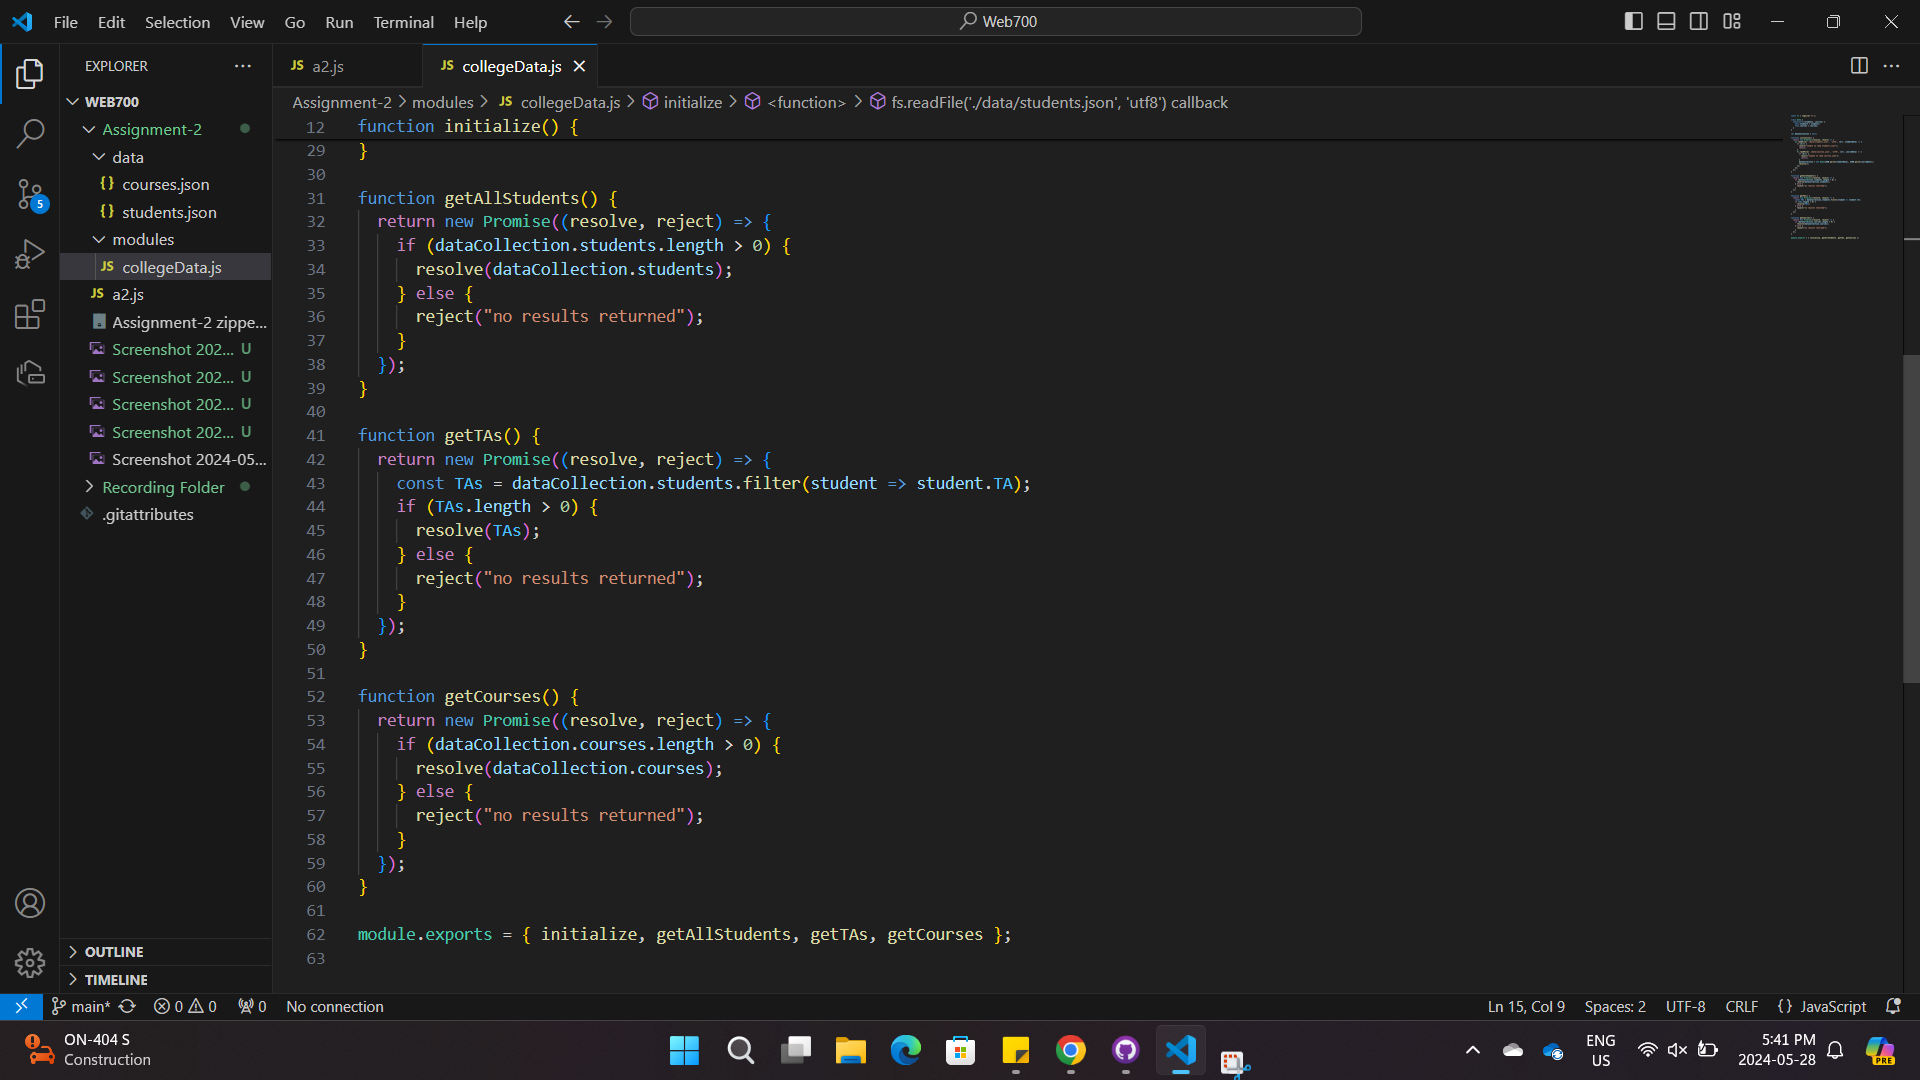 File Edit Selection View Go Run Terminal Help
Web700
EXPLORER
JS a2.js
JS collegeData.js
Assignment-2 > modules > JS collegeData.js > initialize > <function> > fs.readFile('./data/students.json', 'utf8') callback
WEB700
Assignment-2
data
{} courses.json
{} students.json
modules
JS collegeData.js
JS a2.js
Assignment-2 zippe...
Screenshot 202... U
Screenshot 202... U
Screenshot 202... U
Screenshot 202... U
Screenshot 2024-05...
Recording Folder
.gitattributes
5
OUTLINE
TIMELINE
12 function initialize() {
29 }
30
31 function getAllStudents() {
32 return new Promise((resolve, reject) => {
33 if (dataCollection.students.length > 0) {
34 resolve(dataCollection.students);
35 } else {
36 reject("no results returned");
37 }
38 });
39 }
40
41 function getTAs() {
42 return new Promise((resolve, reject) => {
43 const TAs = dataCollection.students.filter(student => student.TA);
44 if (TAs.length > 0) {
45 resolve(TAs);
46 } else {
47 reject("no results returned");
48 }
49 });
50 }
51
52 function getCourses() {
53 return new Promise((resolve, reject) => {
54 if (dataCollection.courses.length > 0) {
55 resolve(dataCollection.courses);
56 } else {
57 reject("no results returned");
58 }
59 });
60 }
61
62 module.exports = { initialize, getAllStudents, getTAs, getCourses };
63
main* 0 0 0 No connection
Ln 15, Col 9 Spaces: 2 UTF-8 CRLF {} JavaScript
ON-404 S
Construction
ENG
US
5:41 PM
2024-05-28
PRE